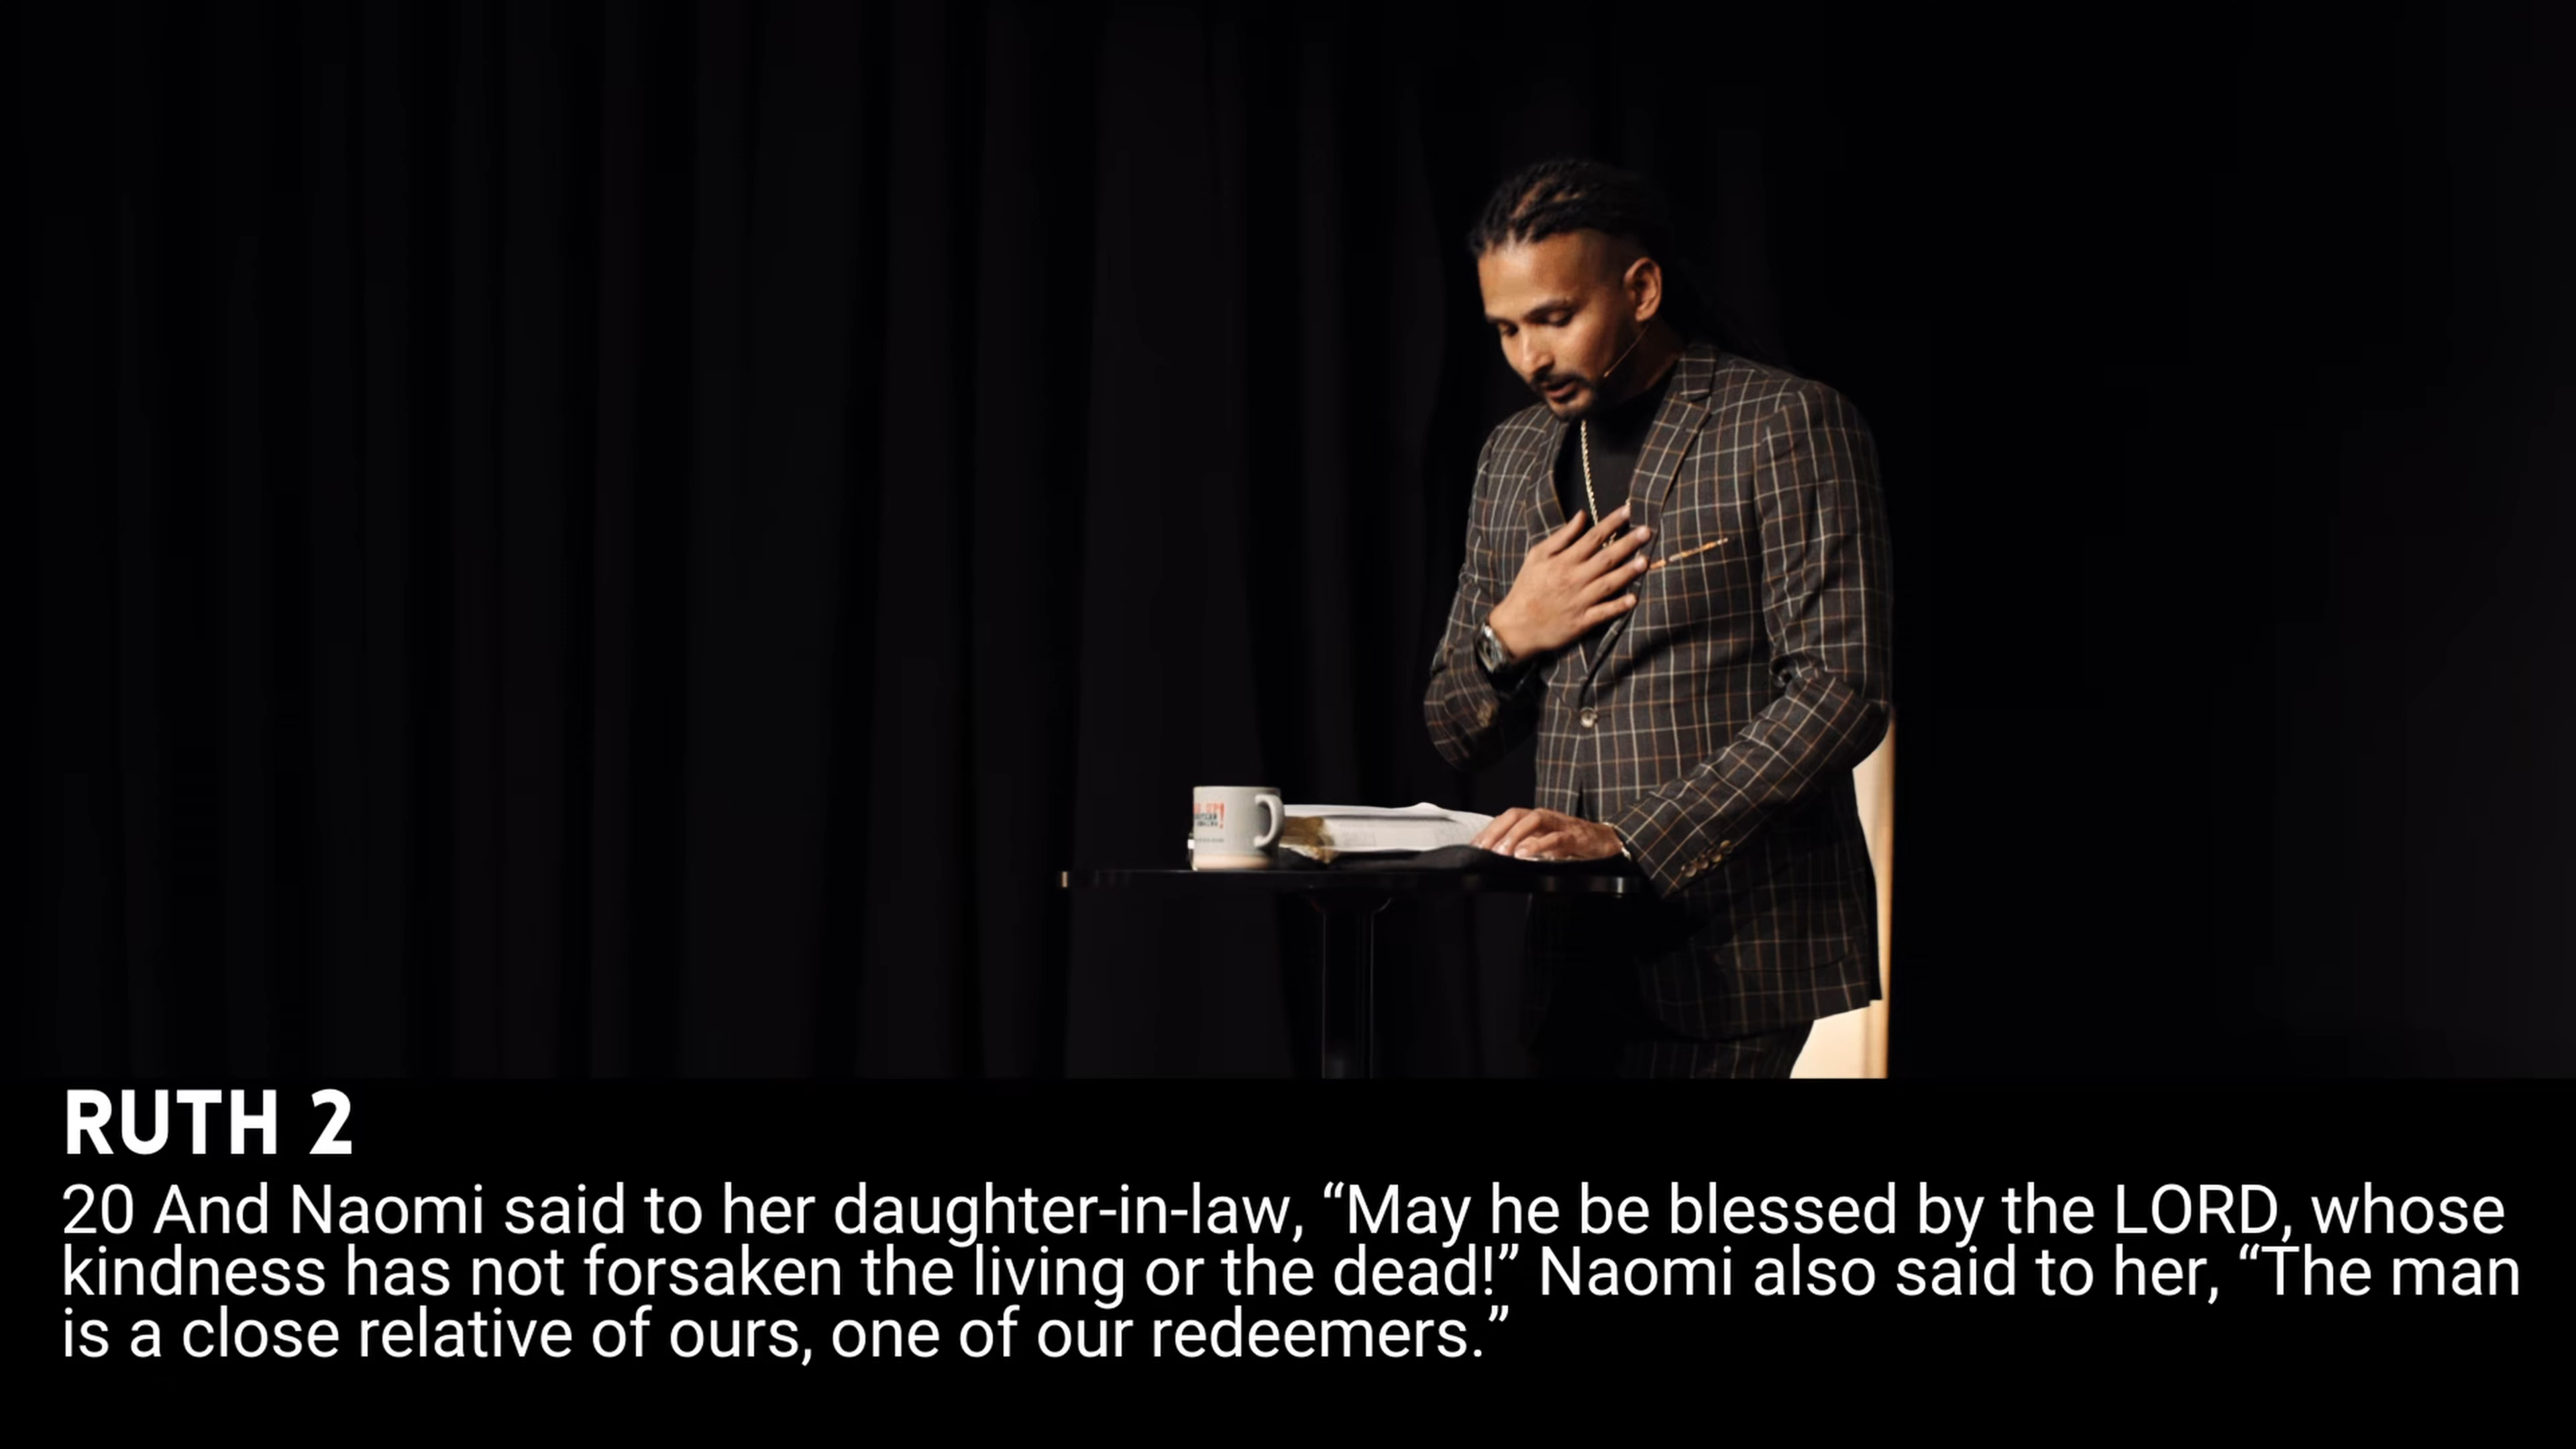 RUTH 2
20 And Naomi said to her daughter-in-law, “May he be blessed by the LORD, whose
kindness has not forsaken the living or the dead!” Naomi also said to her, “The man
is a close relative of ours, one of our redeemers.”